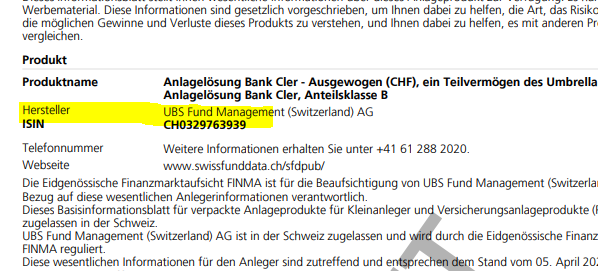 Werbematerial. Diese Informationen sind gesetzlich vorgeschrieben, um Ihnen dabei zu helfen, die Art, das Risiko
die möglichen Gewinne und Verluste dieses Produkts zu verstehen, und Ihnen dabei zu helfen, es mit anderen Pr
vergleichen.
Produkt
Produktname Anlagelösung Bank Cler - Ausgewogen (CHF), ein Teilvermögen des Umbrella
Anlagelösung Bank Cler, Anteilsklasse B
Hersteller UBS Fund Management (Switzerland) AG
ISIN CH0329763939
Telefonnummer Weitere Informationen erhalten Sie unter +41 61 288 2020.
Webseite www.swissfunddata.ch/sfdpub/
Die Eidgenössische Finanzmarktaufsicht FINMA ist für die Beaufsichtigung von UBS Fund Management (Switzerla
Bezug auf diese wesentlichen Anlegerinformationen verantwortlich.
Dieses Basisinformationsblatt für verpackte Anlageprodukte für Kleinanleger und Versicherungsanlageprodukte (P
zugelassen in der Schweiz.
UBS Fund Management (Switzerland) AG ist in der Schweiz zugelassen und wird durch die Eidgenössische Finanz
FINMA reguliert.
Diese wesentlichen Informationen für den Anleger sind zutreffend und entsprechen dem Stand vom 05. April 202